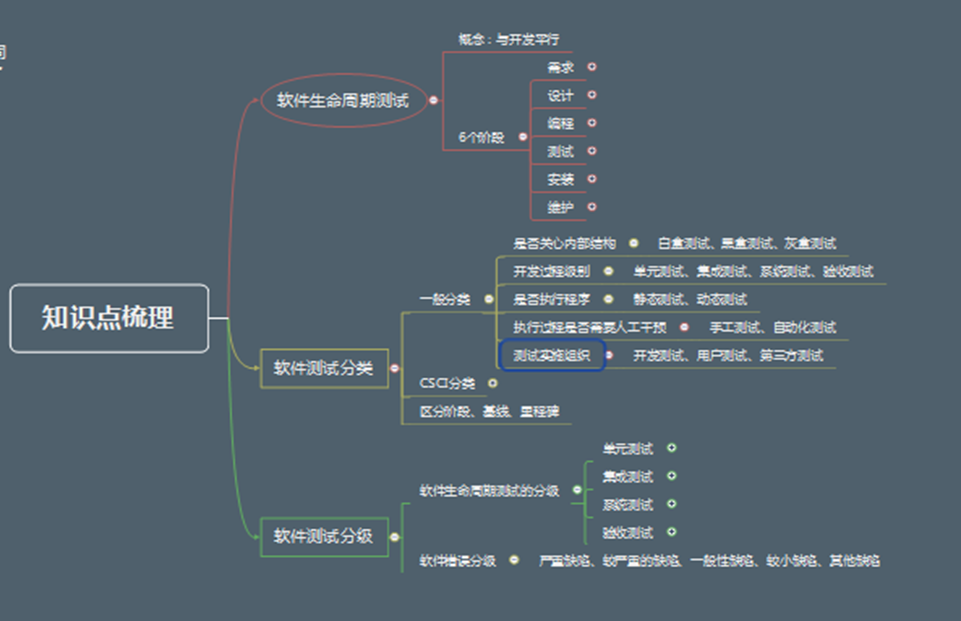 知识点梳理
软件生命周期测试
概念：与开发平行
6个阶段
需求
设计
编程
测试
安装
维护
软件测试分类
一般分类
是否关心内部结构
白盒测试、黑盒测试、灰盒测试
开发过程级别
单元测试、集成测试、系统测试、验收测试
是否执行程序
静态测试、动态测试
执行过程是否需要人工干预
手工测试、自动化测试
测试实施组织
开发测试、用户测试、第三方测试
CSCI分类
区分阶段、基线、里程碑
软件测试分级
软件生命周期测试的分级
单元测试
集成测试
系统测试
验收测试
软件错误分级
严重缺陷、较严重的缺陷、一般性缺陷、较小缺陷、其他缺陷